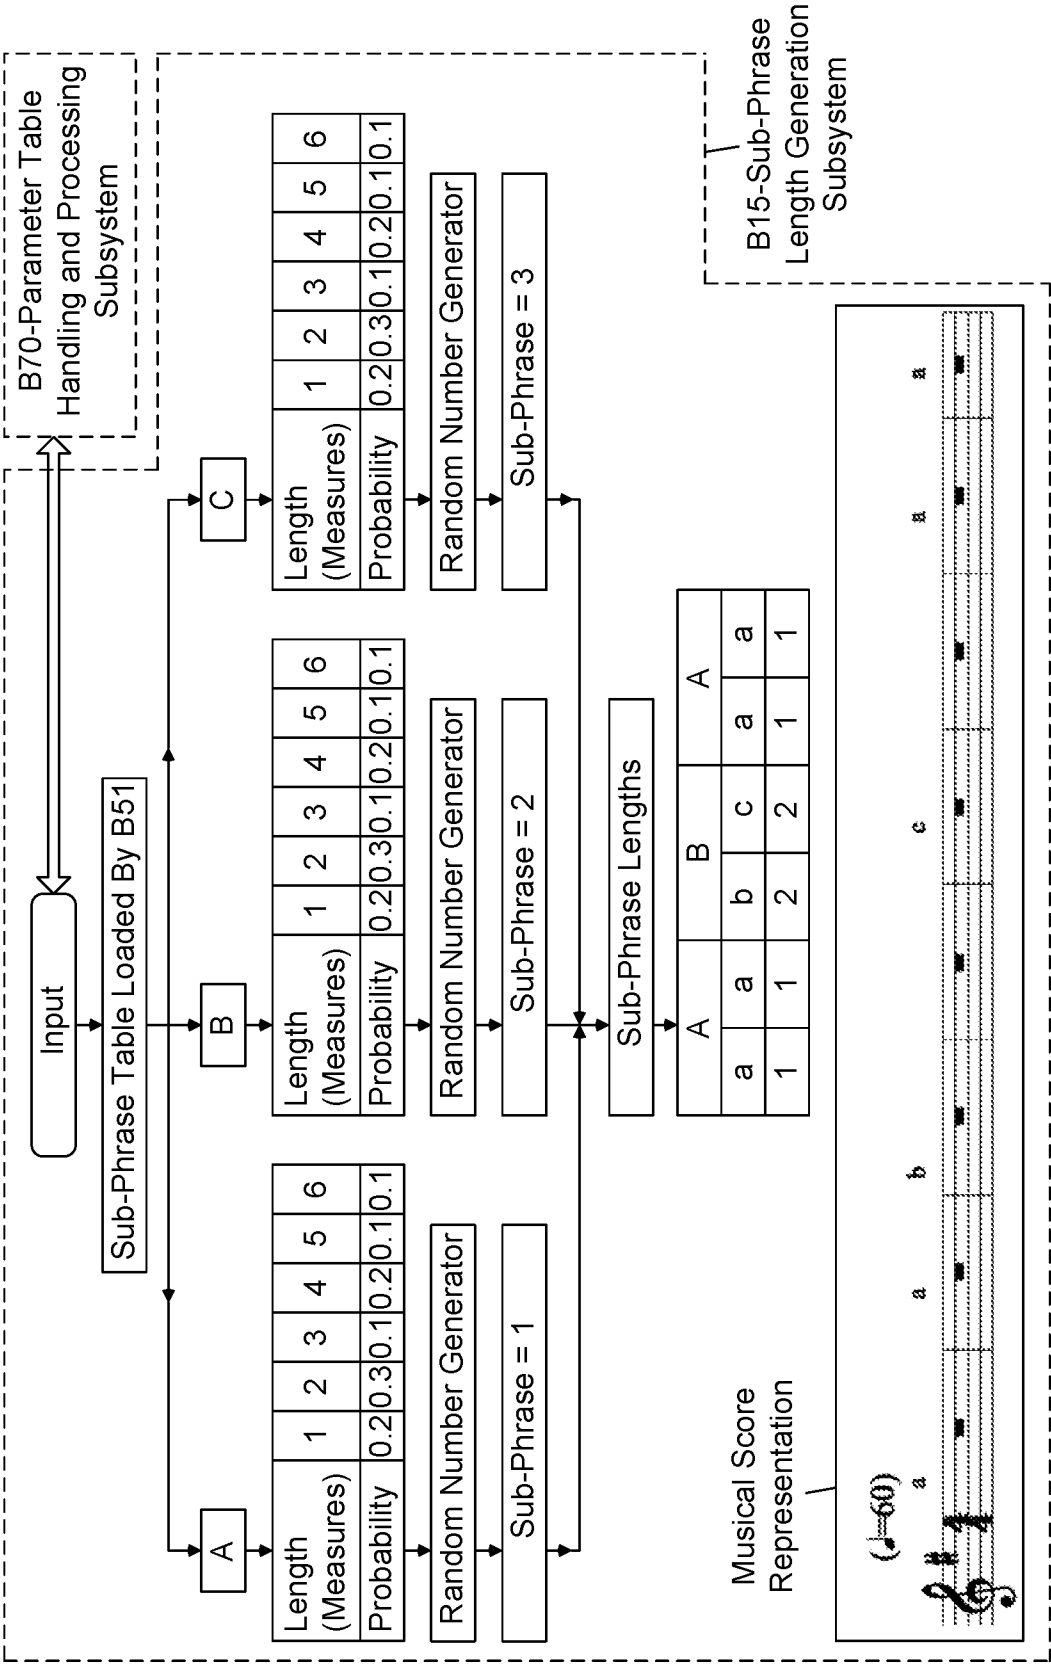 B70-Parameter Table
Handling and Processing
Subsystem
Input
Sub-Phrase Table Loaded By B51
A
B
C
Length
(Measures)
1 2 3 4 5 6
Probability 0.2 0.3 0.1 0.2 0.1 0.1
Length
(Measures)
1 2 3 4 5 6
Probability 0.2 0.3 0.1 0.2 0.1 0.1
Length
(Measures)
1 2 3 4 5 6
Probability 0.2 0.3 0.1 0.2 0.1 0.1
Random Number Generator
Random Number Generator
Random Number Generator
Sub-Phrase = 1
Sub-Phrase = 2
Sub-Phrase = 3
Sub-Phrase Lengths
A B A
a a b c a a
1 1 2 2 1 1
B15-Sub-Phrase
Length Generation
Subsystem
Musical Score
Representation
(♩=60)
a a b c a a
4
4